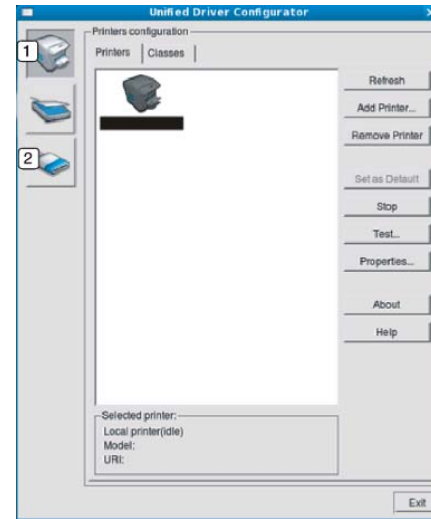 Unified Driver Configurator
Printers configuration
1
Printers
Classes
Refresh
Add Printer...
Remove Printer
2
Set as Default
Stop
Test...
Properties...
About
Help
Selected printer:
Local printer(idle)
Model:
URI:
Exit